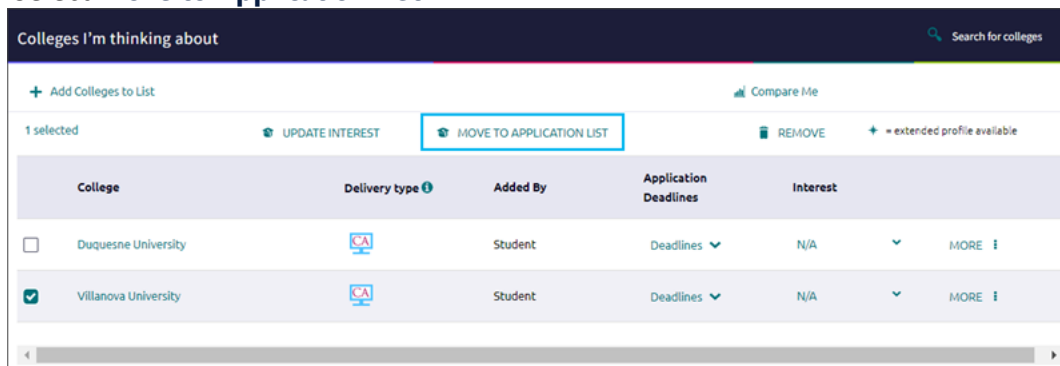 Colleges I'm thinking about Search for colleges
+ Add Colleges to List Compare Me
1 selected UPDATE INTEREST MOVE TO APPLICATION LIST REMOVE = extended profile available
College Delivery type Added By Application Deadlines Interest
Duquesne University CA Student Deadlines N/A MORE
Villanova University CA Student Deadlines N/A MORE